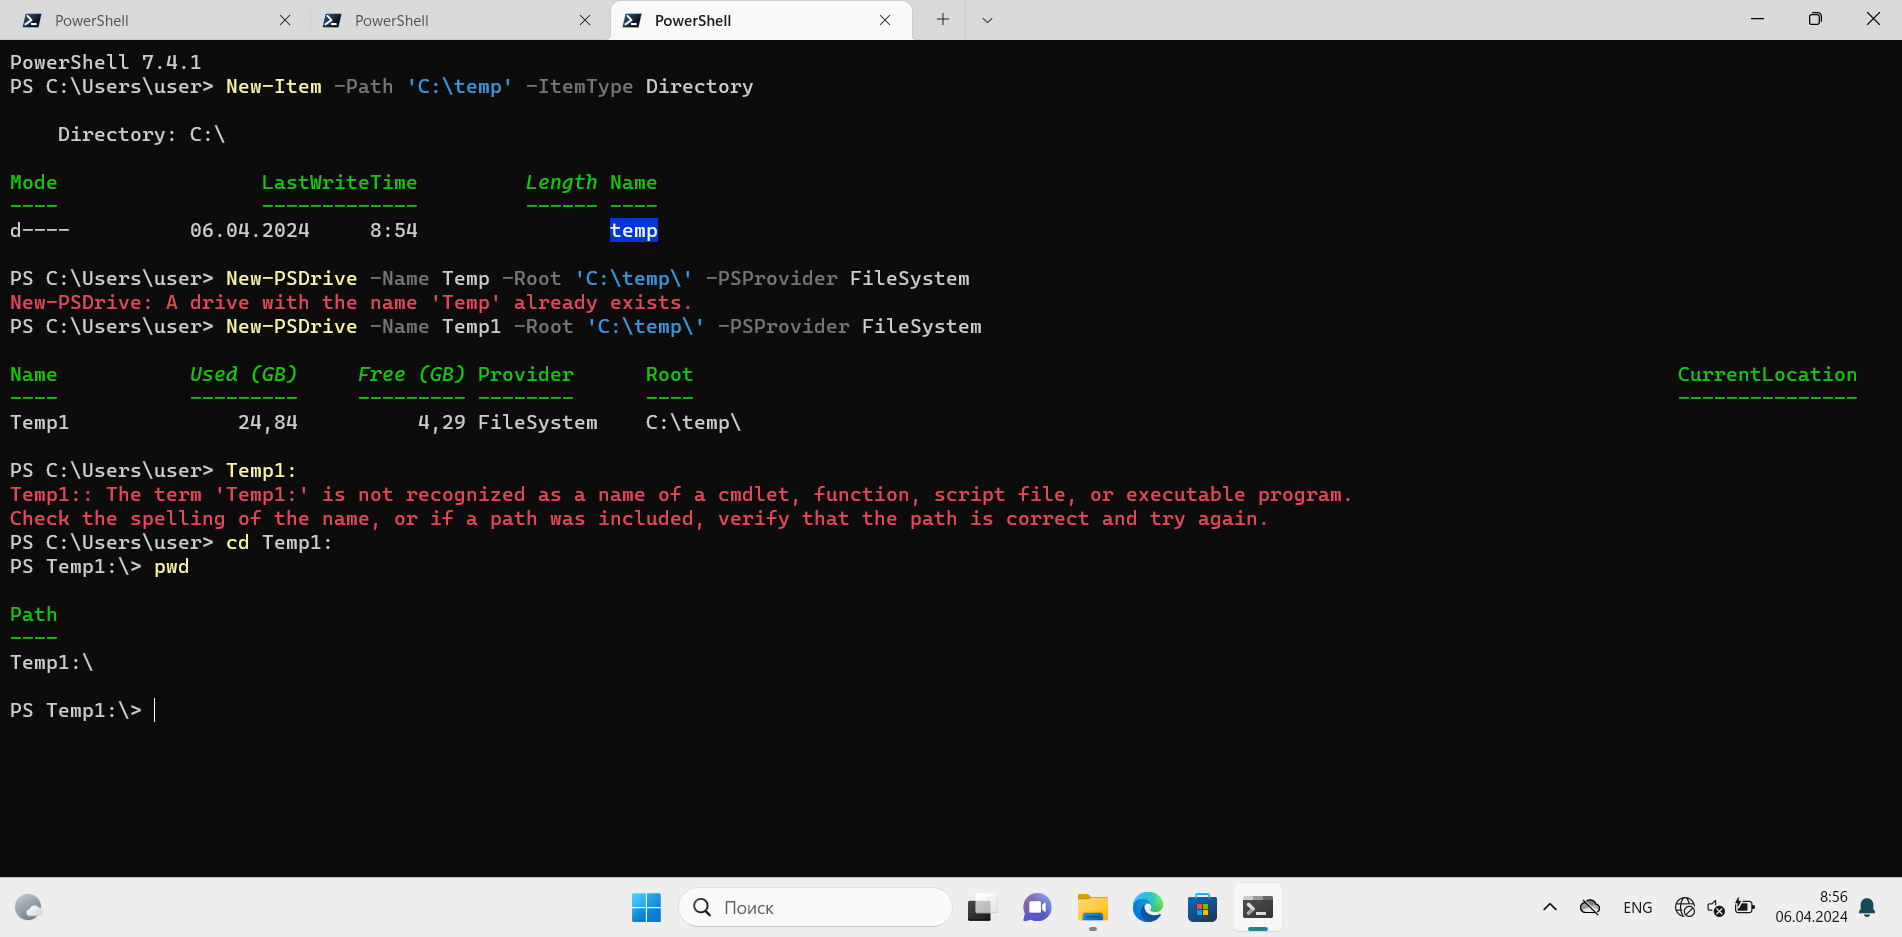 PowerShell PowerShell PowerShell
PowerShell 7.4.1
PS C:\Users\user> New-Item -Path 'C:\temp' -ItemType Directory
Directory: C:\
Mode LastWriteTime Length Name
---- ------------- ------ ----
d---- 06.04.2024 8:54 temp
PS C:\Users\user> New-PSDrive -Name Temp -Root 'C:\temp\' -PSProvider FileSystem
New-PSDrive: A drive with the name 'Temp' already exists.
PS C:\Users\user> New-PSDrive -Name Temp1 -Root 'C:\temp\' -PSProvider FileSystem
Name Used (GB) Free (GB) Provider Root CurrentLocation
---- --------- --------- -------- ---- ---------------
Temp1 24,84 4,29 FileSystem C:\temp\
PS C:\Users\user> Temp1:
Temp1:: The term 'Temp1:' is not recognized as a name of a cmdlet, function, script file, or executable program.
Check the spelling of the name, or if a path was included, verify that the path is correct and try again.
PS C:\Users\user> cd Temp1:
PS Temp1:\> pwd
Path
----
Temp1:\
PS Temp1:\>
Поиск
ENG
8:56
06.04.2024